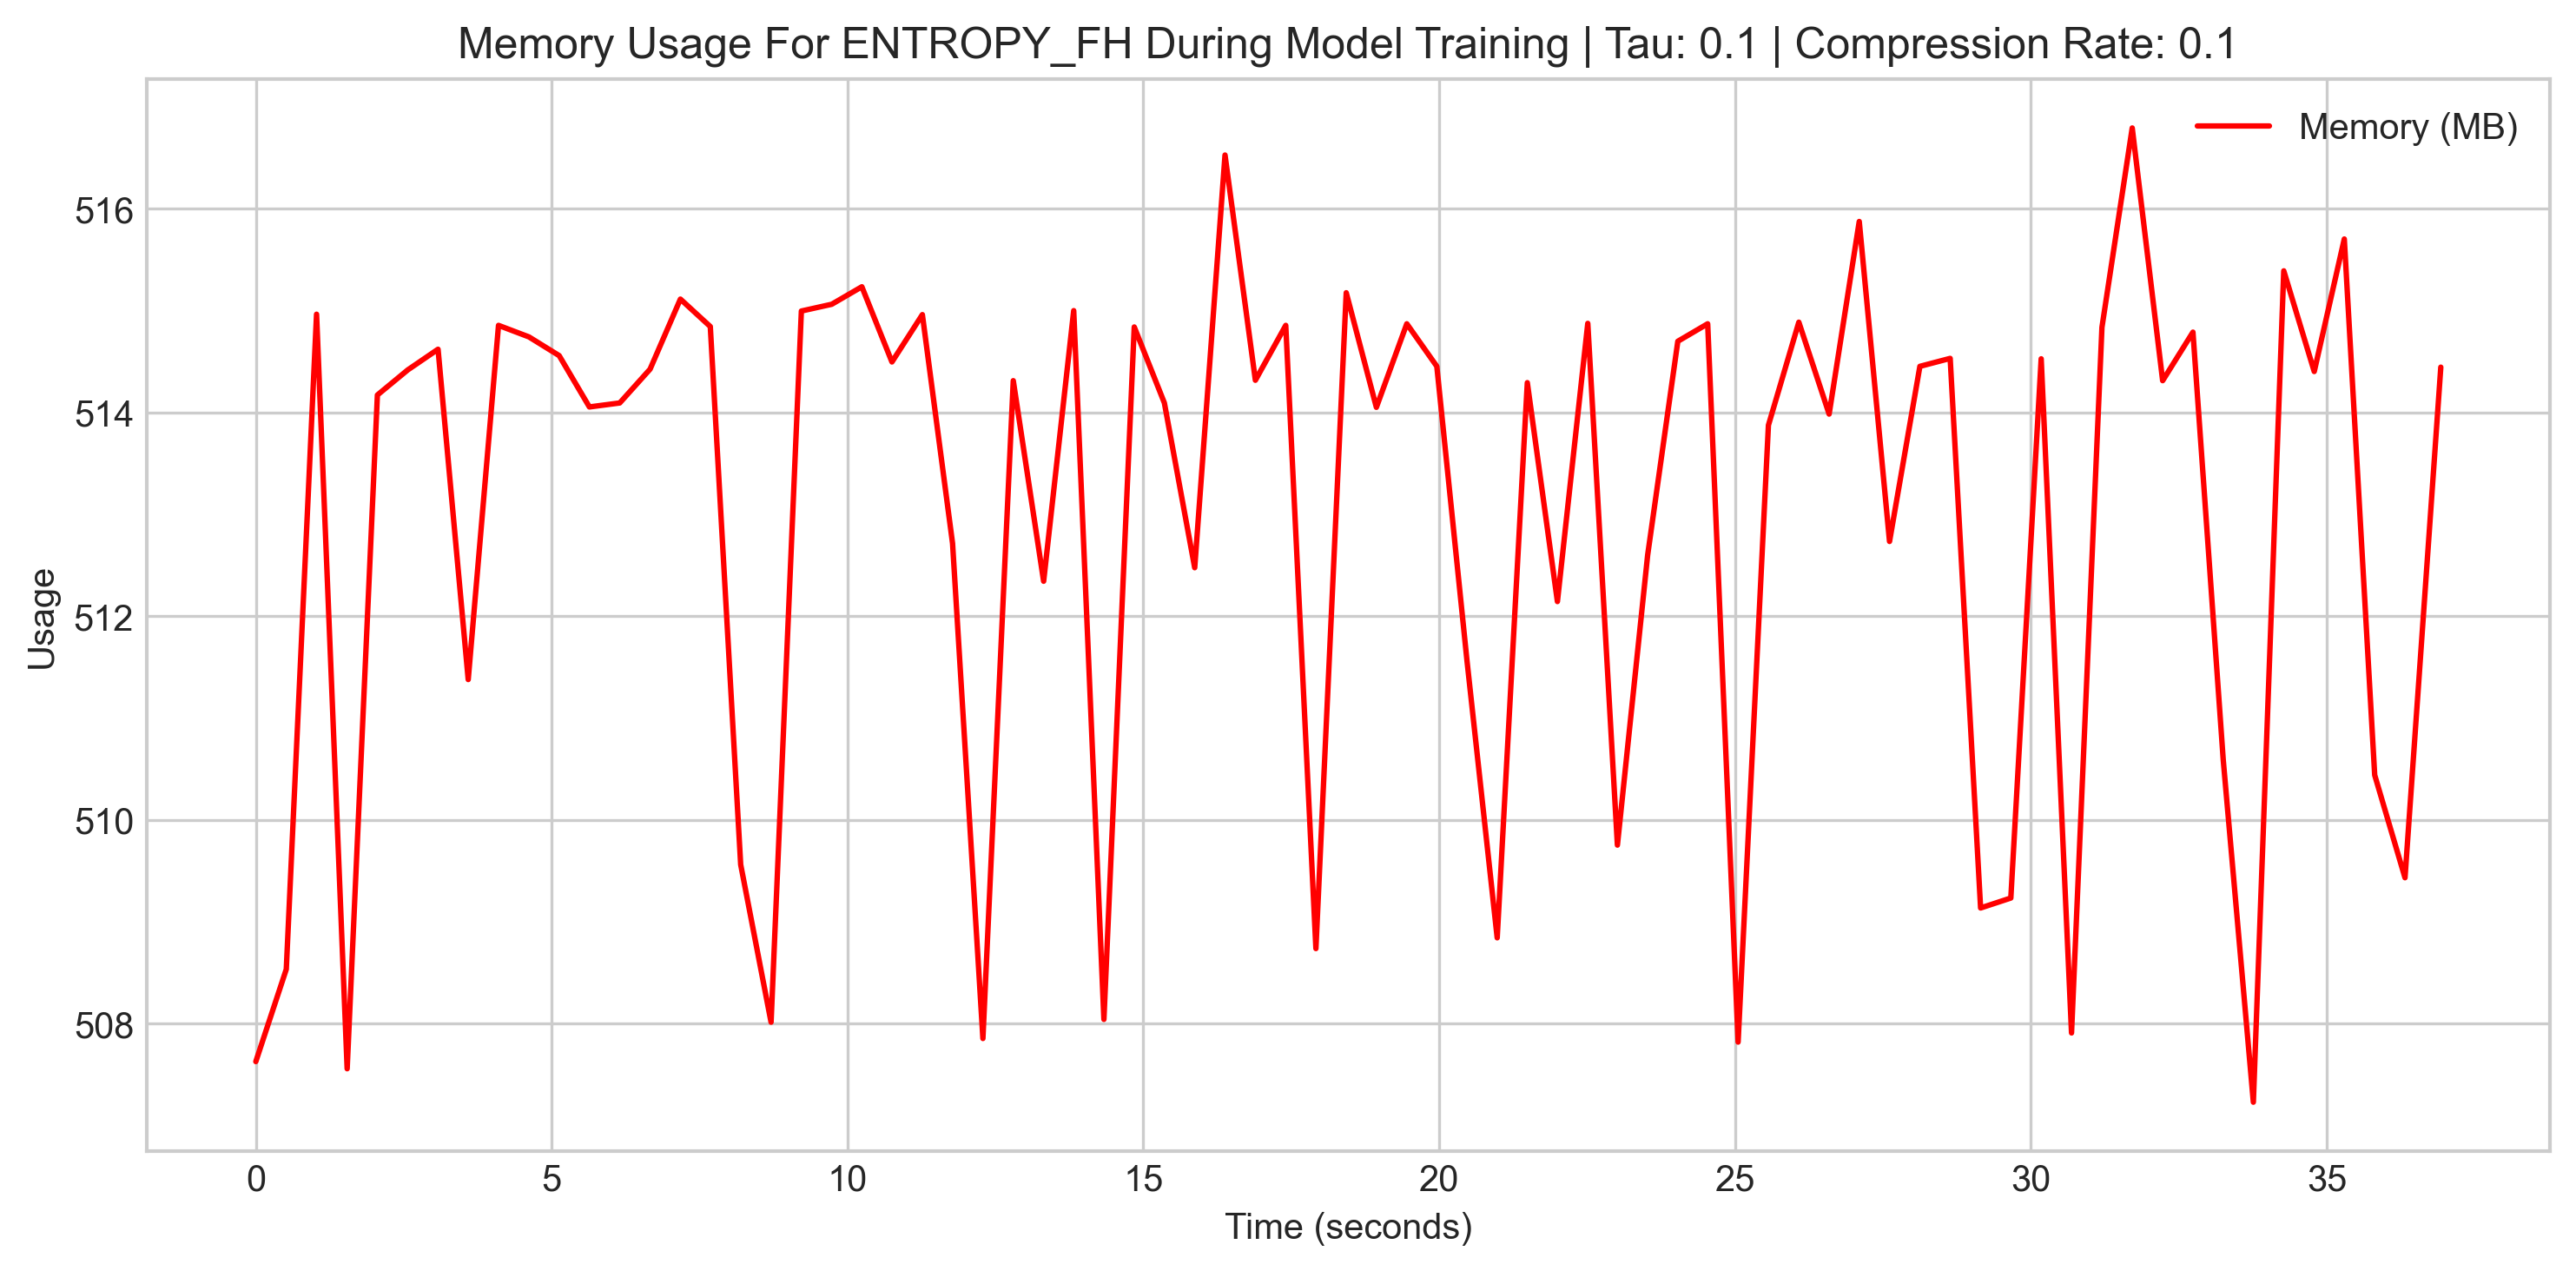 Memory Usage For ENTROPY_FH During Model Training | Tau: 0.1 | Compression Rate: 0.1
Memory (MB)
516
514
512
510
508
Usage
0 5 10 15 20 25 30 35
Time (seconds)